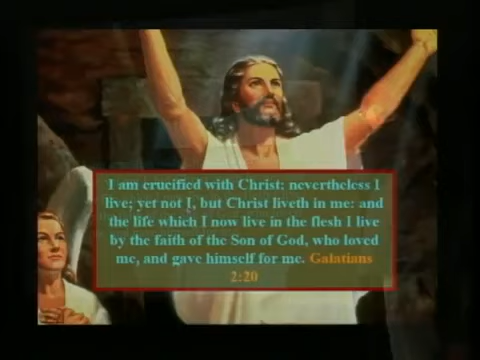 I am crucified with Christ: nevertheless I
live; yet not I, but Christ liveth in me: and
the life which I now live in the flesh I live
by the faith of the Son of God, who loved
me, and gave himself for me. Galatians
2:20